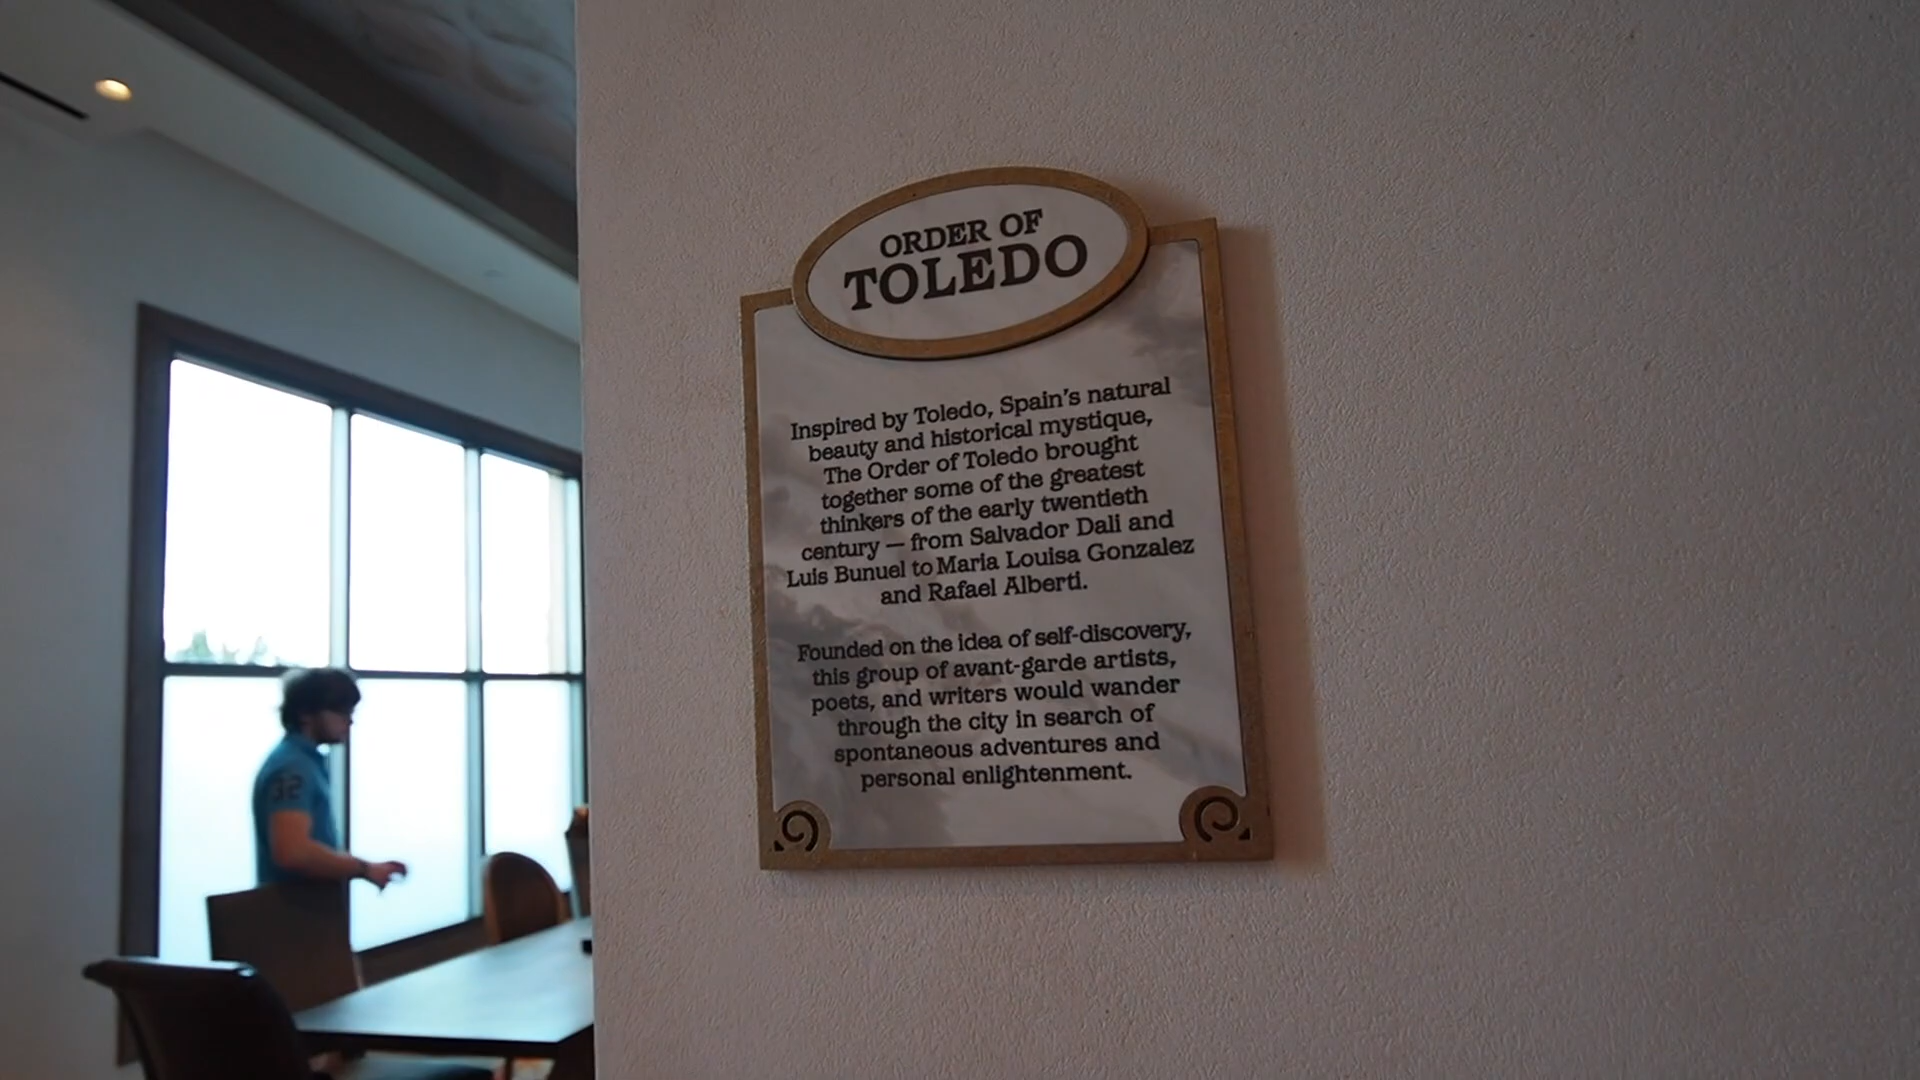 ORDER OF
TOLEDO
Inspired by Toledo, Spain's natural
beauty and historical mystique,
The Order of Toledo brought
together some of the greatest
thinkers of the early twentieth
century — from Salvador Dali and
Luis Bunuel to Maria Louisa Gonzalez
and Rafael Alberti.
Founded on the idea of self-discovery,
this group of avant-garde artists,
poets, and writers would wander
through the city in search of
spontaneous adventures and
personal enlightenment.
32